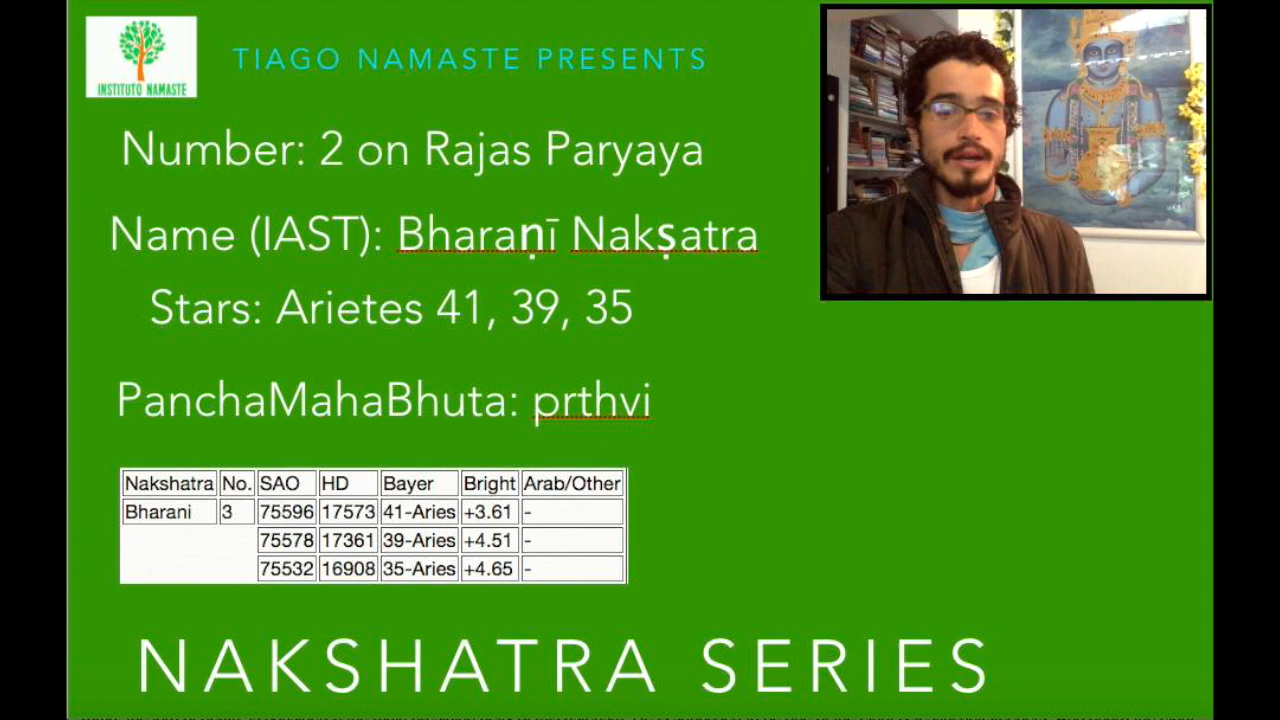 INSTITUTO NAMASTE
TIAGO NAMASTE PRESENTS
Number: 2 on Rajas Paryaya
Name (IAST): Bharaṇī Nakṣatra
Stars: Arietes 41, 39, 35
PanchaMahaBhuta: prthvi
Nakshatra No. SAO HD Bayer Bright Arab/Other
Bharani 3 75596 17573 41-Aries +3.61 -
75578 17361 39-Aries +4.51 -
75532 16908 35-Aries +4.65 -
NAKSHATRA SERIES